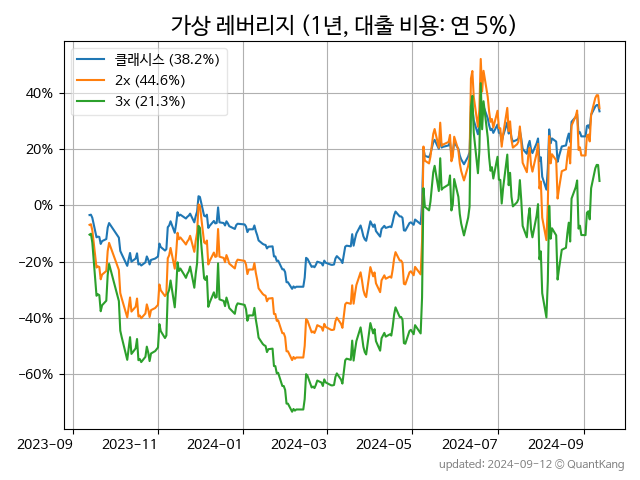 가상 레버리지 (1년, 대출 비용: 연 5%)
클래시스 (38.2%)
2x (44.6%)
3x (21.3%)
40%
20%
0%
−20%
−40%
−60%
2023-09 2023-11 2024-01 2024-03 2024-05 2024-07 2024-09
updated: 2024-09-12 © QuantKang